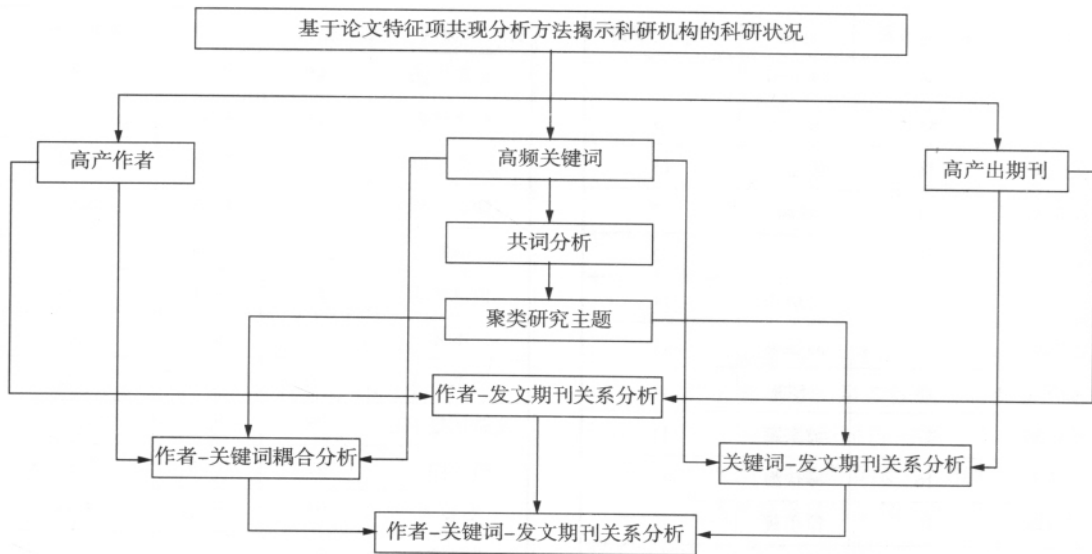 基于论文特征项共现分析方法揭示科研机构的科研状况
高产作者
高频关键词
高产出期刊
共词分析
聚类研究主题
作者–发文期刊关系分析
作者–关键词耦合分析
关键词–发文期刊关系分析
作者–关键词–发文期刊关系分析